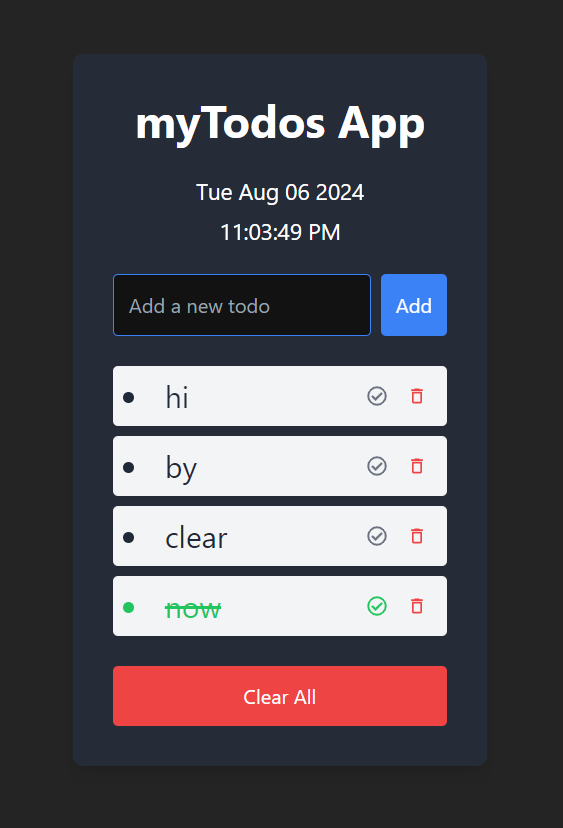 myTodos App
Tue Aug 06 2024
11:03:49 PM
Add a new todo
Add
hi
by
clear
now
Clear All